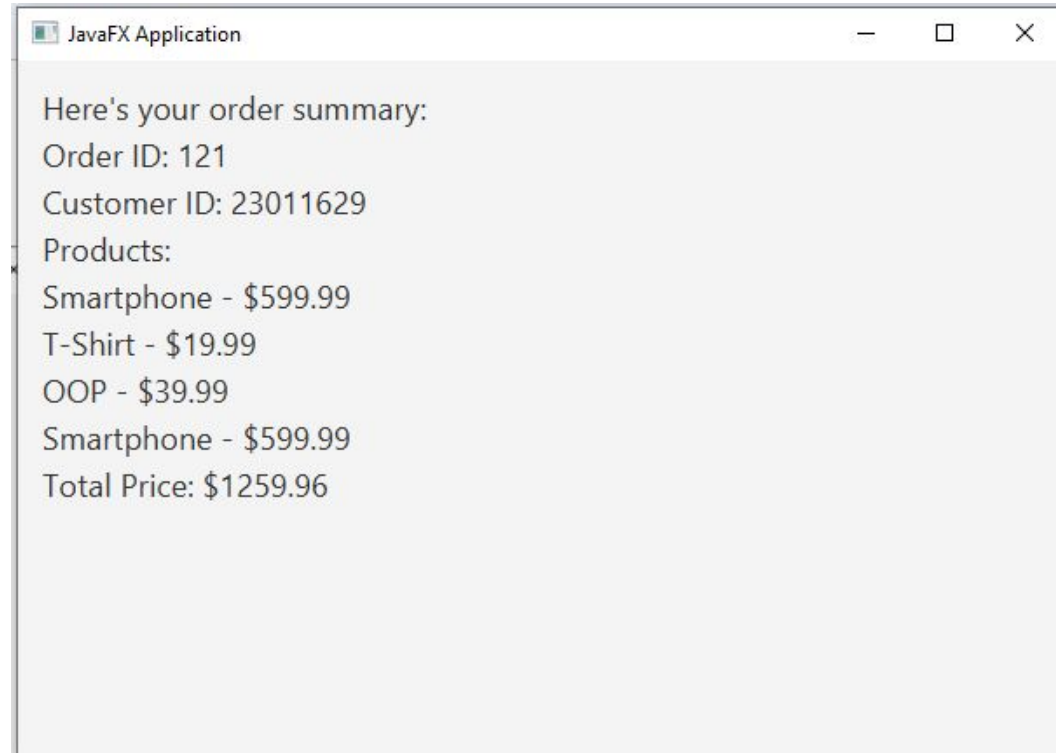 JavaFX Application
Here's your order summary:
Order ID: 121
Customer ID: 23011629
Products:
Smartphone - $599.99
T-Shirt - $19.99
OOP - $39.99
Smartphone - $599.99
Total Price: $1259.96